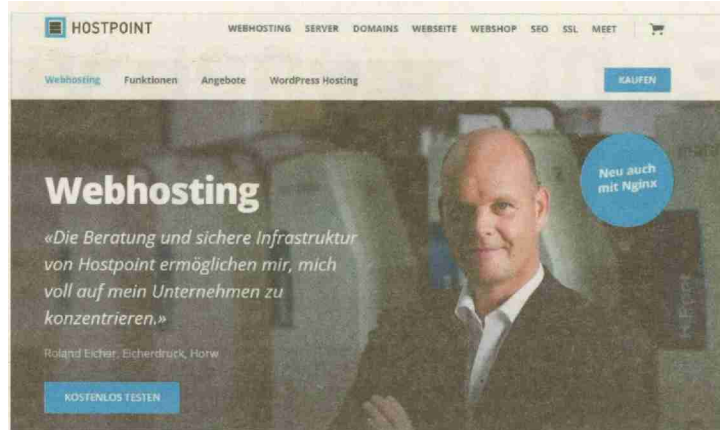 HOSTPOINT
WEBHOSTING SERVER DOMAINS WEBSEITE WEBSHOP SEO SSL MEET
Webhosting Funktionen Angebote WordPress Hosting
KAUFEN
Neu auch
mit Nginx
Webhosting
«Die Beratung und sichere Infrastruktur
von Hostpoint ermöglichen mir, mich
voll auf mein Unternehmen zu
konzentrieren.»
Roland Eicher, Eicherdruck, Horw
KOSTENLOS TESTEN